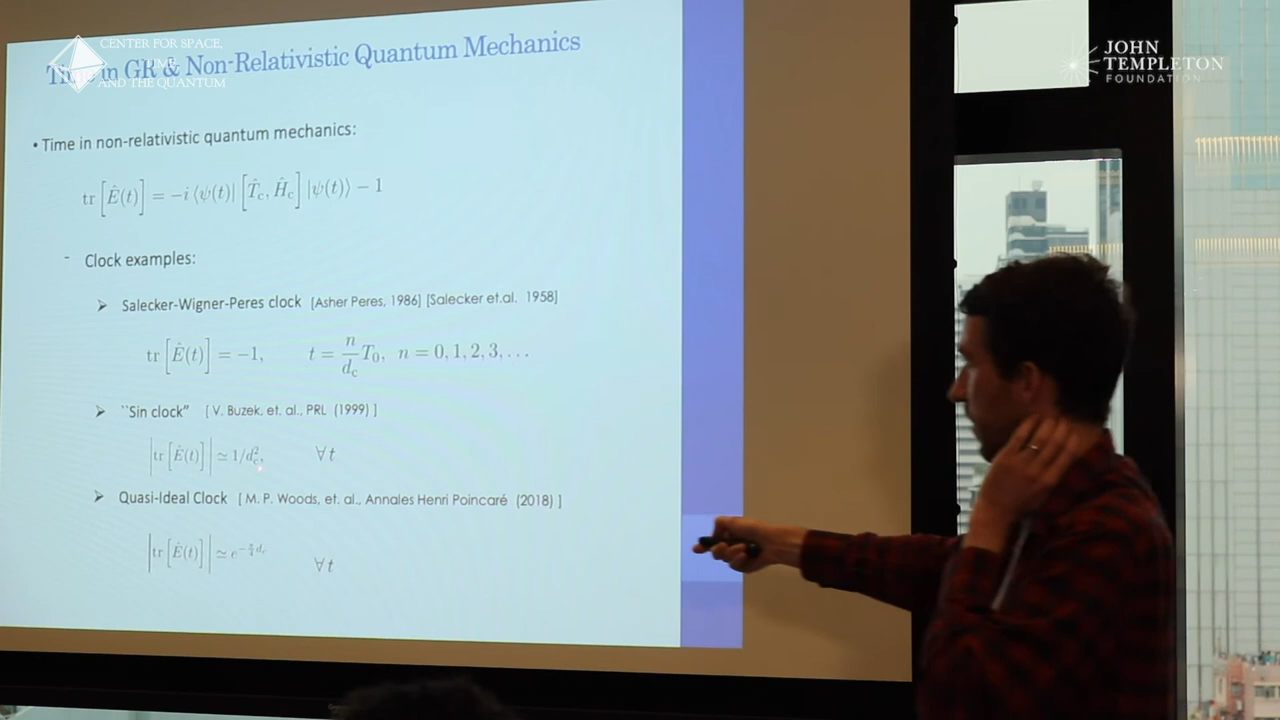 CENTER FOR SPACE,
TIME,
AND THE QUANTUM
Time in GR & Non-Relativistic Quantum Mechanics
JOHN
TEMPLETON
FOUNDATION
• Time in non-relativistic quantum mechanics:
tr [Ê(t)] = −i ⟨ψ(t)| [T̂c, Ĥc] |ψ(t)⟩ − 1
- Clock examples:
➢ Salecker-Wigner-Peres clock [Asher Peres, 1986] [Salecker et.al. 1958]
tr [Ê(t)] = −1, t = n/dc T0, n = 0, 1, 2, 3, . . .
➢ ``Sin clock” [ V. Buzek, et. al., PRL (1999) ]
|tr [Ê(t)]| ≃ 1/dc², ∀ t
➢ Quasi-Ideal Clock [ M. P. Woods, et. al., Annales Henri Poincaré (2018) ]
|tr [Ê(t)]| ≃ e^(−π/4 dc) ∀ t